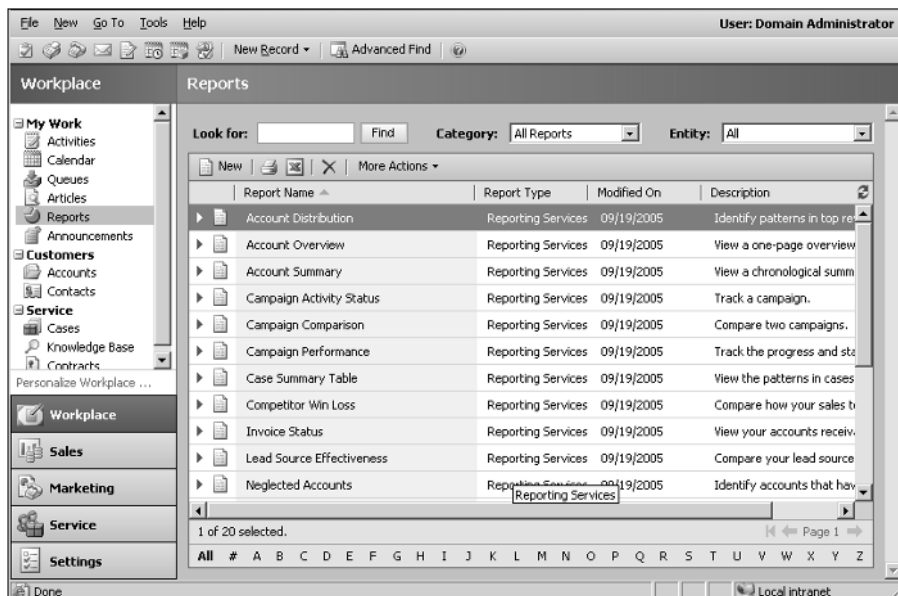 File New Go To Tools Help User: Domain Administrator
New Record Advanced Find
Workplace Reports
My Work
Activities
Calendar
Queues
Articles
Reports
Announcements
Customers
Accounts
Contacts
Service
Cases
Knowledge Base
Contracts
Personalize Workplace ...
Workplace
Sales
Marketing
Service
Settings
Look for: Find Category: All Reports Entity: All
New More Actions
Report Name Report Type Modified On Description
Account Distribution Reporting Services 09/19/2005 Identify patterns in top re
Account Overview Reporting Services 09/19/2005 View a one-page overview
Account Summary Reporting Services 09/19/2005 View a chronological summ
Campaign Activity Status Reporting Services 09/19/2005 Track a campaign.
Campaign Comparison Reporting Services 09/19/2005 Compare two campaigns.
Campaign Performance Reporting Services 09/19/2005 Track the progress and sta
Case Summary Table Reporting Services 09/19/2005 View the patterns in cases
Competitor Win Loss Reporting Services 09/19/2005 Compare how your sales t
Invoice Status Reporting Services 09/19/2005 View your accounts receiv
Lead Source Effectiveness Reporting Services 09/19/2005 Compare your lead source
Neglected Accounts Reporting Services 09/19/2005 Identify accounts that hav
Reporting Services
1 of 20 selected. Page 1
All # A B C D E F G H I J K L M N O P Q R S T U V W X Y Z
Done Local intranet